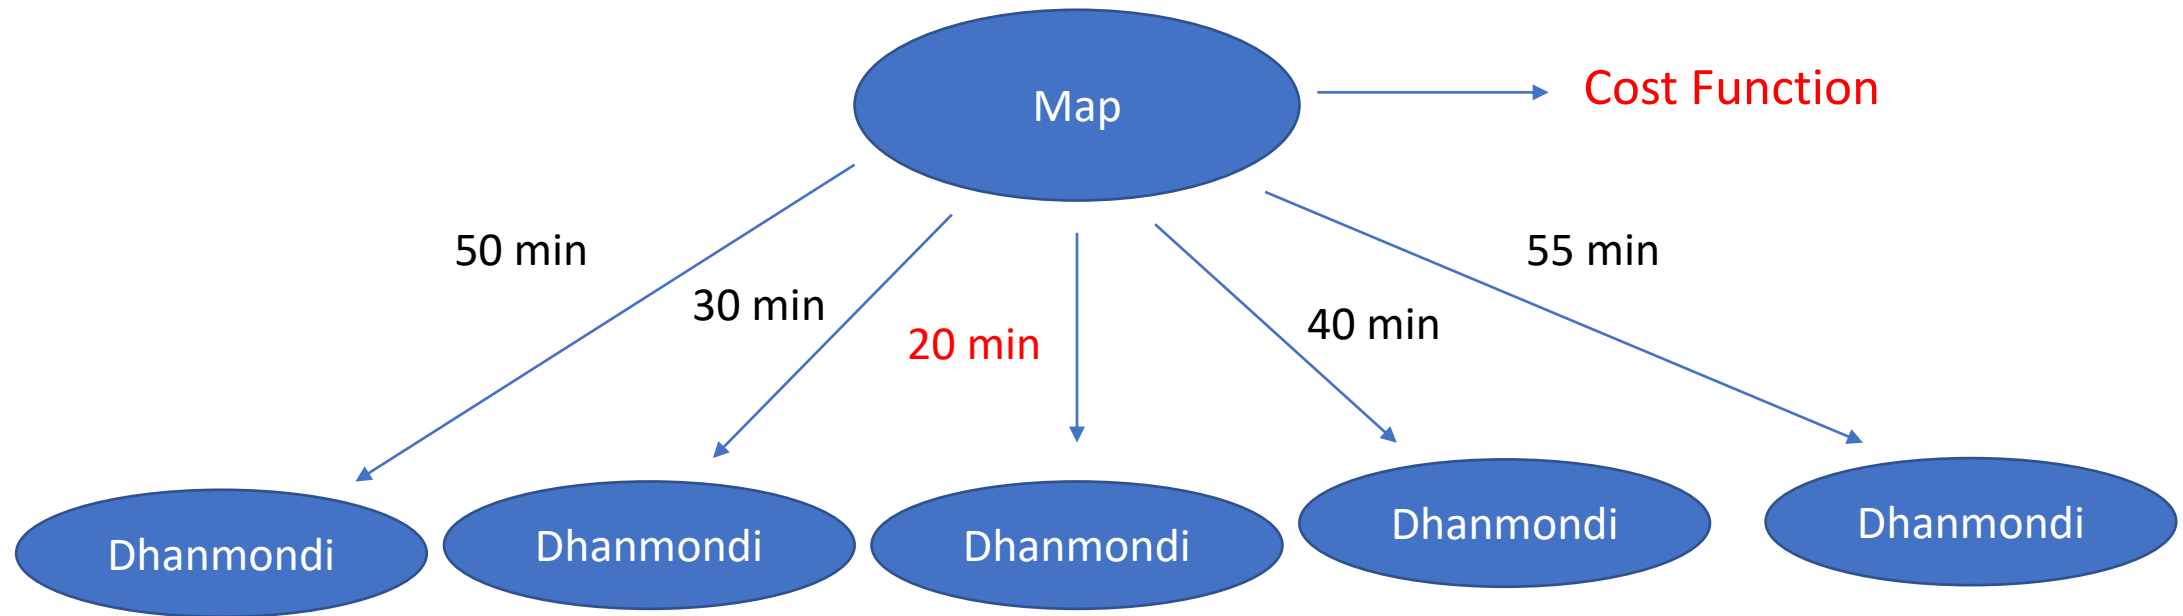 Map
Cost Function
50 min
30 min
20 min
40 min
55 min
Dhanmondi
Dhanmondi
Dhanmondi
Dhanmondi
Dhanmondi